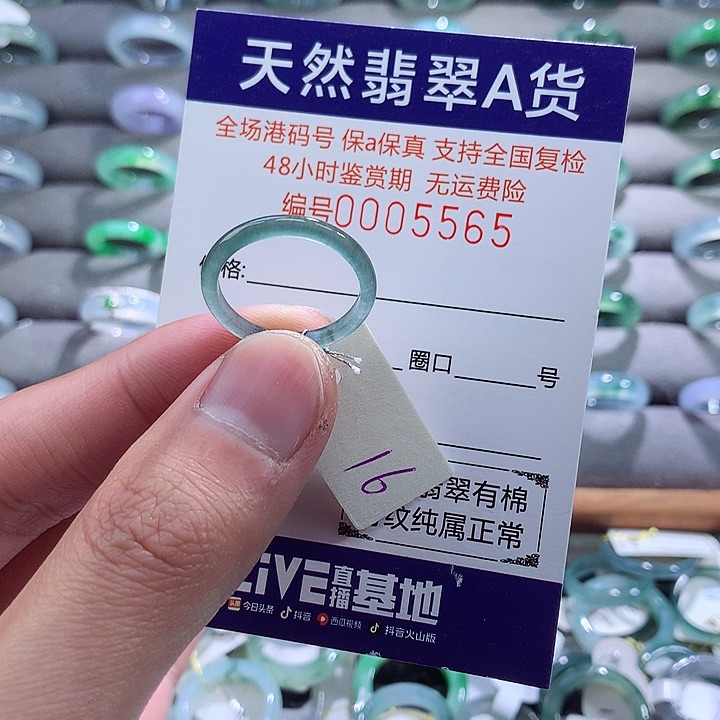 天然翡翠A货
全场港码号 保a保真 支持全国复检
48小时鉴赏期 无运费险
编号0005565
格:
圈口 号
16
翡翠有棉
纹纯属正常
LIVE直播基地
今日头条 抖音 西瓜视频 抖音火山版